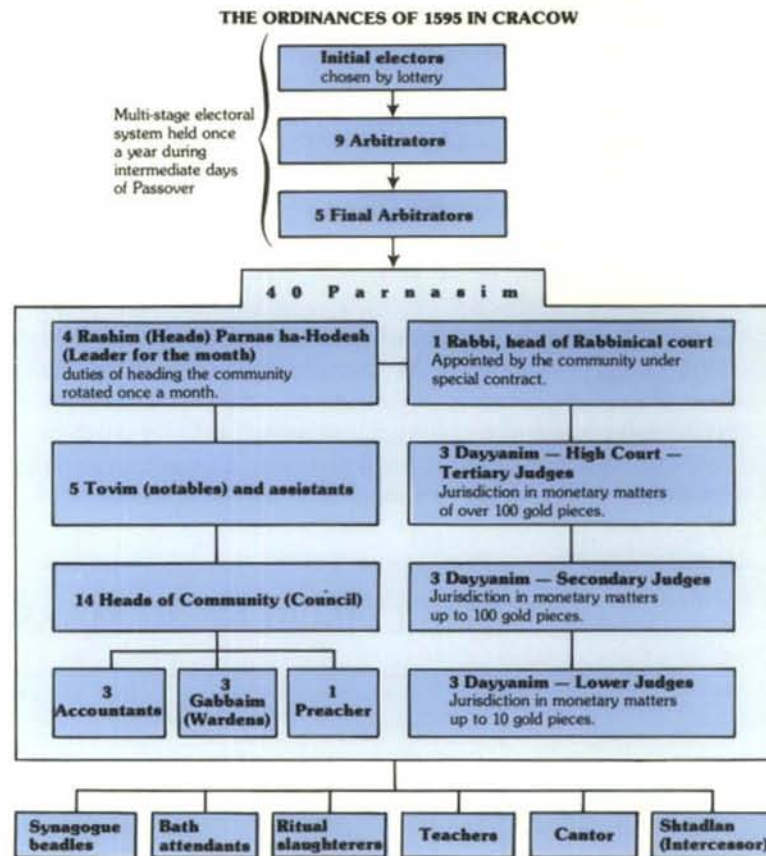 THE ORDINANCES OF 1595 IN CRACOW
Initial electors
chosen by lottery
Multi-stage electoral
system held once
a year during
intermediate days
of Passover
9 Arbitrators
5 Final Arbitrators
40 Parnasim
4 Rashim (Heads) Parnas ha-Hodesh
(Leader for the month)
duties of heading the community
rotated once a month.
1 Rabbi, head of Rabbinical court
Appointed by the community under
special contract.
5 Tovim (notables) and assistants
3 Dayyanim — High Court —
Tertiary Judges
Jurisdiction in monetary matters
of over 100 gold pieces.
14 Heads of Community (Council)
3 Dayyanim — Secondary Judges
Jurisdiction in monetary matters
up to 100 gold pieces.
3
Accountants
3
Gabbaim
(Wardens)
1
Preacher
3 Dayyanim — Lower Judges
Jurisdiction in monetary matters
up to 10 gold pieces.
Synagogue
beadles
Bath
attendants
Ritual
slaughterers
Teachers
Cantor
Shtadlan
(Intercessor)